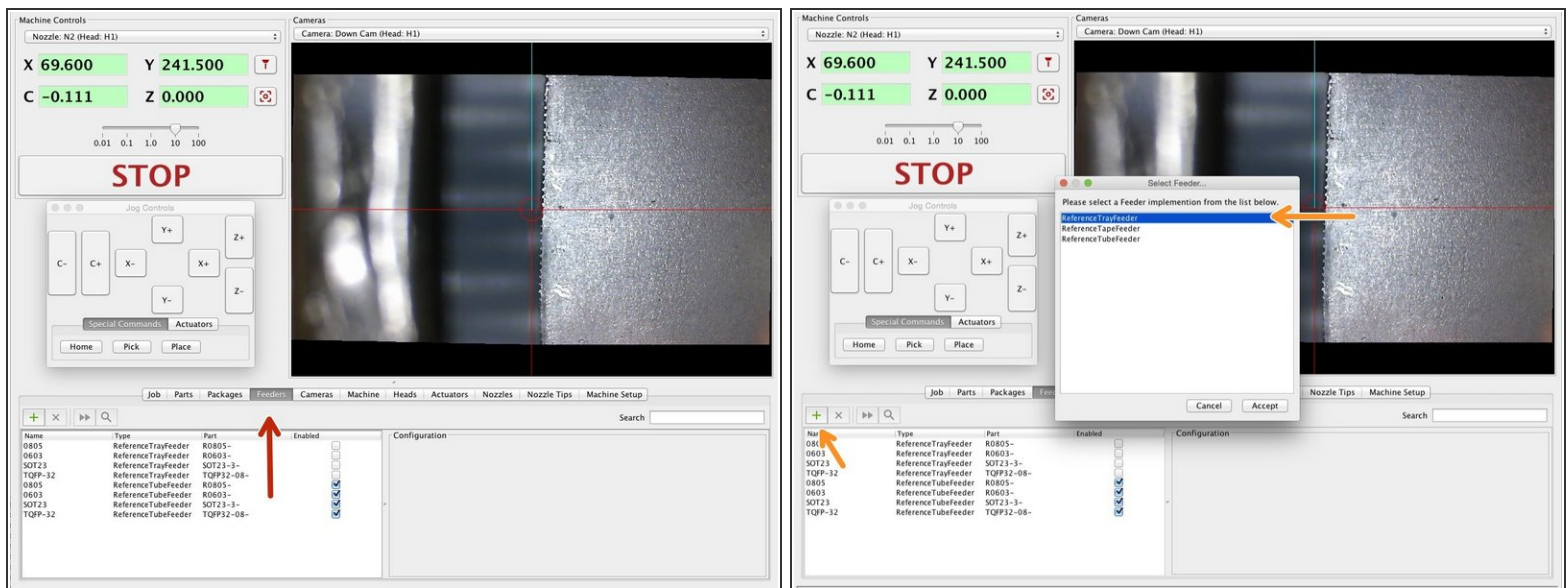 Machine Controls
Nozzle: N2 (Head: H1)
X 69.600 Y 241.500
C -0.111 Z 0.000
0.01 0.1 1.0 10 100
STOP
Jog Controls
Y+
Z+
C- C+ X- X+
Z-
Y-
Special Commands Actuators
Home Pick Place
Cameras
Camera: Down Cam (Head: H1)
Job Parts Packages Feeders Cameras Machine Heads Actuators Nozzles Nozzle Tips Machine Setup
Search
Name Type Part Enabled
0805 ReferenceTrayFeeder R0805-
0603 ReferenceTrayFeeder R0603-
SOT23 ReferenceTrayFeeder SOT23-3-
TQFP-32 ReferenceTrayFeeder TQFP32-08-
0805 ReferenceTubeFeeder R0805-
0603 ReferenceTubeFeeder R0603-
SOT23 ReferenceTubeFeeder SOT23-3-
TQFP-32 ReferenceTubeFeeder TQFP32-08-
Configuration
Machine Controls
Nozzle: N2 (Head: H1)
X 69.600 Y 241.500
C -0.111 Z 0.000
0.01 0.1 1.0 10 100
STOP
Jog Controls
Y+
Z+
C- C+ X- X+
Z-
Y-
Special Commands Actuators
Home Pick Place
Cameras
Camera: Down Cam (Head: H1)
Select Feeder...
Please select a Feeder implemention from the list below.
ReferenceTrayFeeder
ReferenceTapeFeeder
ReferenceTubeFeeder
Cancel Accept
Job Parts Packages Nozzle Tips Machine Setup
Search
Type Part Enabled
ReferenceTrayFeeder R0805-
0603 ReferenceTrayFeeder R0603-
SOT23 ReferenceTrayFeeder SOT23-3-
TQFP-32 ReferenceTrayFeeder TQFP32-08-
0805 ReferenceTubeFeeder R0805-
0603 ReferenceTubeFeeder R0603-
SOT23 ReferenceTubeFeeder SOT23-3-
TQFP-32 ReferenceTubeFeeder TQFP32-08-
Configuration